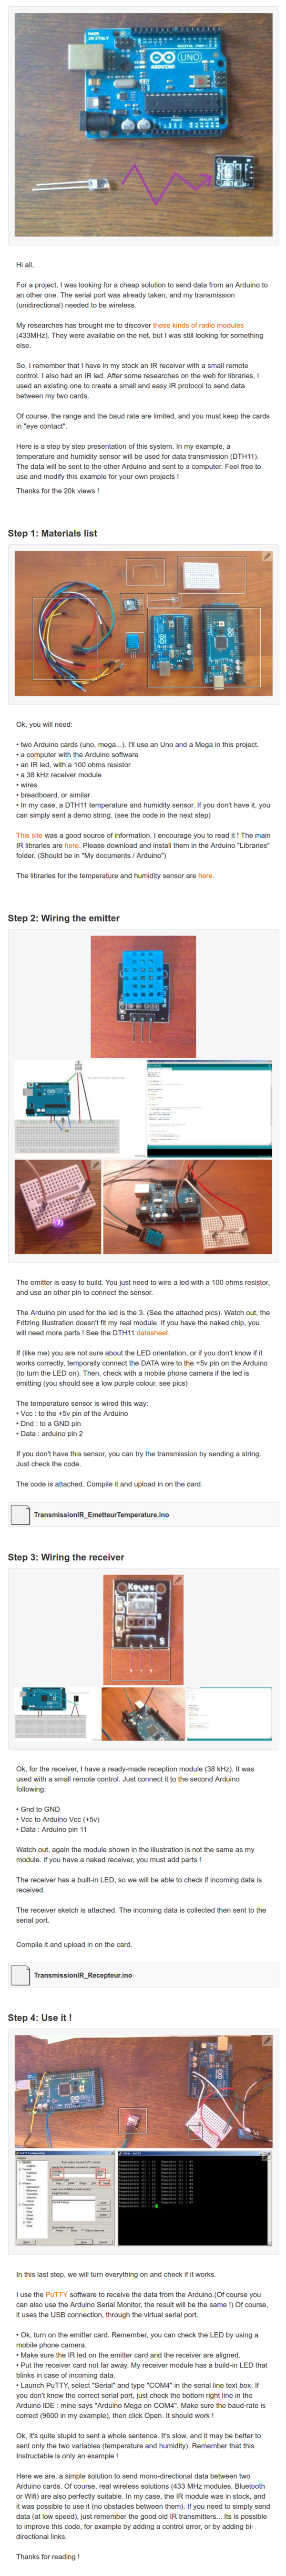 MADE IN ITALY
ARDUINO
UNO
Hi all,
For a project, I was looking for a cheap solution to send data from an Arduino to
an other one. The serial port was already taken, and my transmission
(unidirectional) needed to be wireless.
My researches has brought me to discover these kinds of radio modules
(433MHz). They were available on the net, but I was still looking for something
else.
So, I remember that I have in my stock an IR receiver with a small remote
control. I also had an IR led. After some researches on the web for libraries, I
used an existing one to create a small and easy IR protocol to send data
between my two cards.
Of course, the range and the baud rate are limited, and you must keep the cards
in "eye contact".
Here is a step by step presentation of this system. In my example, a
temperature and humidity sensor will be used for data transmission (DTH11).
The data will be sent to the other Arduino and sent to a computer. Feel free to
use and modify this example for your own projects !
Thanks for the 20k views !
Step 1: Materials list
Ok, you will need:
• two Arduino cards (uno, mega...). I'll use an Uno and a Mega in this project.
• a computer with the Arduino software
• an IR led, with a 100 ohms resistor
• a 38 kHz receiver module
• wires
• breadboard, or similar
• In my case, a DTH11 temperature and humidity sensor. If you don't have it, you
can simply sent a demo string. (see the code in the next step)
This site was a good source of information. I encourage you to read it ! The main
IR libraries are here. Please download and install them in the Arduino "Libraries"
folder. (Should be in "My documents / Arduino")
The libraries for the temperature and humidity sensor are here.
Step 2: Wiring the emitter
The emitter is easy to build. You just need to wire a led with a 100 ohms resistor,
and use an other pin to connect the sensor.
The Arduino pin used for the led is the 3. (See the attached pics). Watch out, the
Fritzing illustration doesn't fit my real module. If you have the naked chip, you
will need more parts ! See the DTH11 datasheet.
If (like me) you are not sure about the LED orientation, or if you don't know if it
works correctly, temporally connect the DATA wire to the +5v pin on the Arduino
(to turn the LED on). Then, check with a mobile phone camera if the led is
emitting (you should see a low purple colour, see pics)
The temperature sensor is wired this way:
• Vcc : to the +5v pin of the Arduino
• Dnd : to a GND pin
• Data : arduino pin 2
If you don't have this sensor, you can try the transmission by sending a string.
Just check the code.
The code is attached. Compile it and upload in on the card.
TransmissionIR_EmetteurTemperature.ino
Step 3: Wiring the receiver
Keyes
S
Ok, for the receiver, I have a ready-made reception module (38 kHz). It was
used with a small remote control. Just connect it to the second Arduino
following:
• Gnd to GND
• Vcc to Arduino Vcc (+5v)
• Data : Arduino pin 11
Watch out, again the module shown in the illustration is not the same as my
module. if you have a naked receiver, you must add parts !
The receiver has a built-in LED, so we will be able to check if incoming data is
received.
The receiver sketch is attached. The incoming data is collected then sent to the
serial port.
Compile it and upload in on the card.
TransmissionIR_Recepteur.ino
Step 4: Use it !
In this last step, we will turn everything on and check if it works.
I use the PuTTY software to receive the data from the Arduino.(Of course you
can also use the Arduino Serial Monitor, the result will be the same !) Of course,
it uses the USB connection, through the virtual serial port.
• Ok, turn on the emitter card. Remember, you can check the LED by using a
mobile phone camera.
• Make sure the IR led on the emitter card and the receiver are aligned.
• Put the receiver card not far away. My receiver module has a build-in LED that
blinks in case of incoming data.
• Launch PuTTY, select "Serial" and type "COM4" in the serial line text box. If
you don't know the correct serial port, just check the bottom right line in the
Arduino IDE : mine says "Arduino Mega on COM4". Make sure the baud-rate is
correct (9600 in my example), then click Open. It should work !
Ok, it's quite stupid to sent a whole sentence. It's slow, and it may be better to
sent only the two variables (temperature and humidity). Remember that this
Instructable is only an example !
Here we are, a simple solution to send mono-directional data between two
Arduino cards. Of course, real wireless solutions (433 MHz modules, Bluetooth
or Wifi) are also perfectly suitable. In my case, the IR module was in stock, and
it was possible to use it (no obstacles between them). If you need to simply send
data (at low speed), just remember the good old IR transmitters... Its is possible
to improve this code, for example by adding a control error, or by adding bi-
directional links.
Thanks for reading !